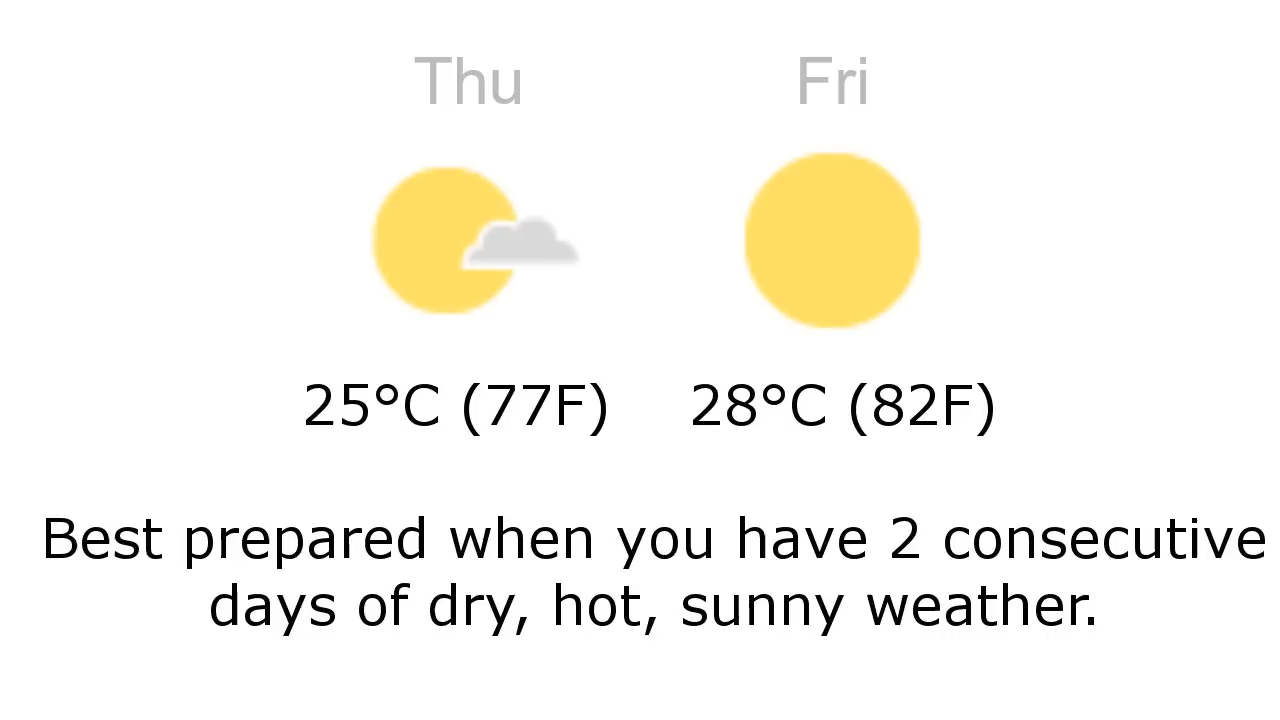 Thu Fri
25°C (77F) 28°C (82F)
Best prepared when you have 2 consecutive
days of dry, hot, sunny weather.